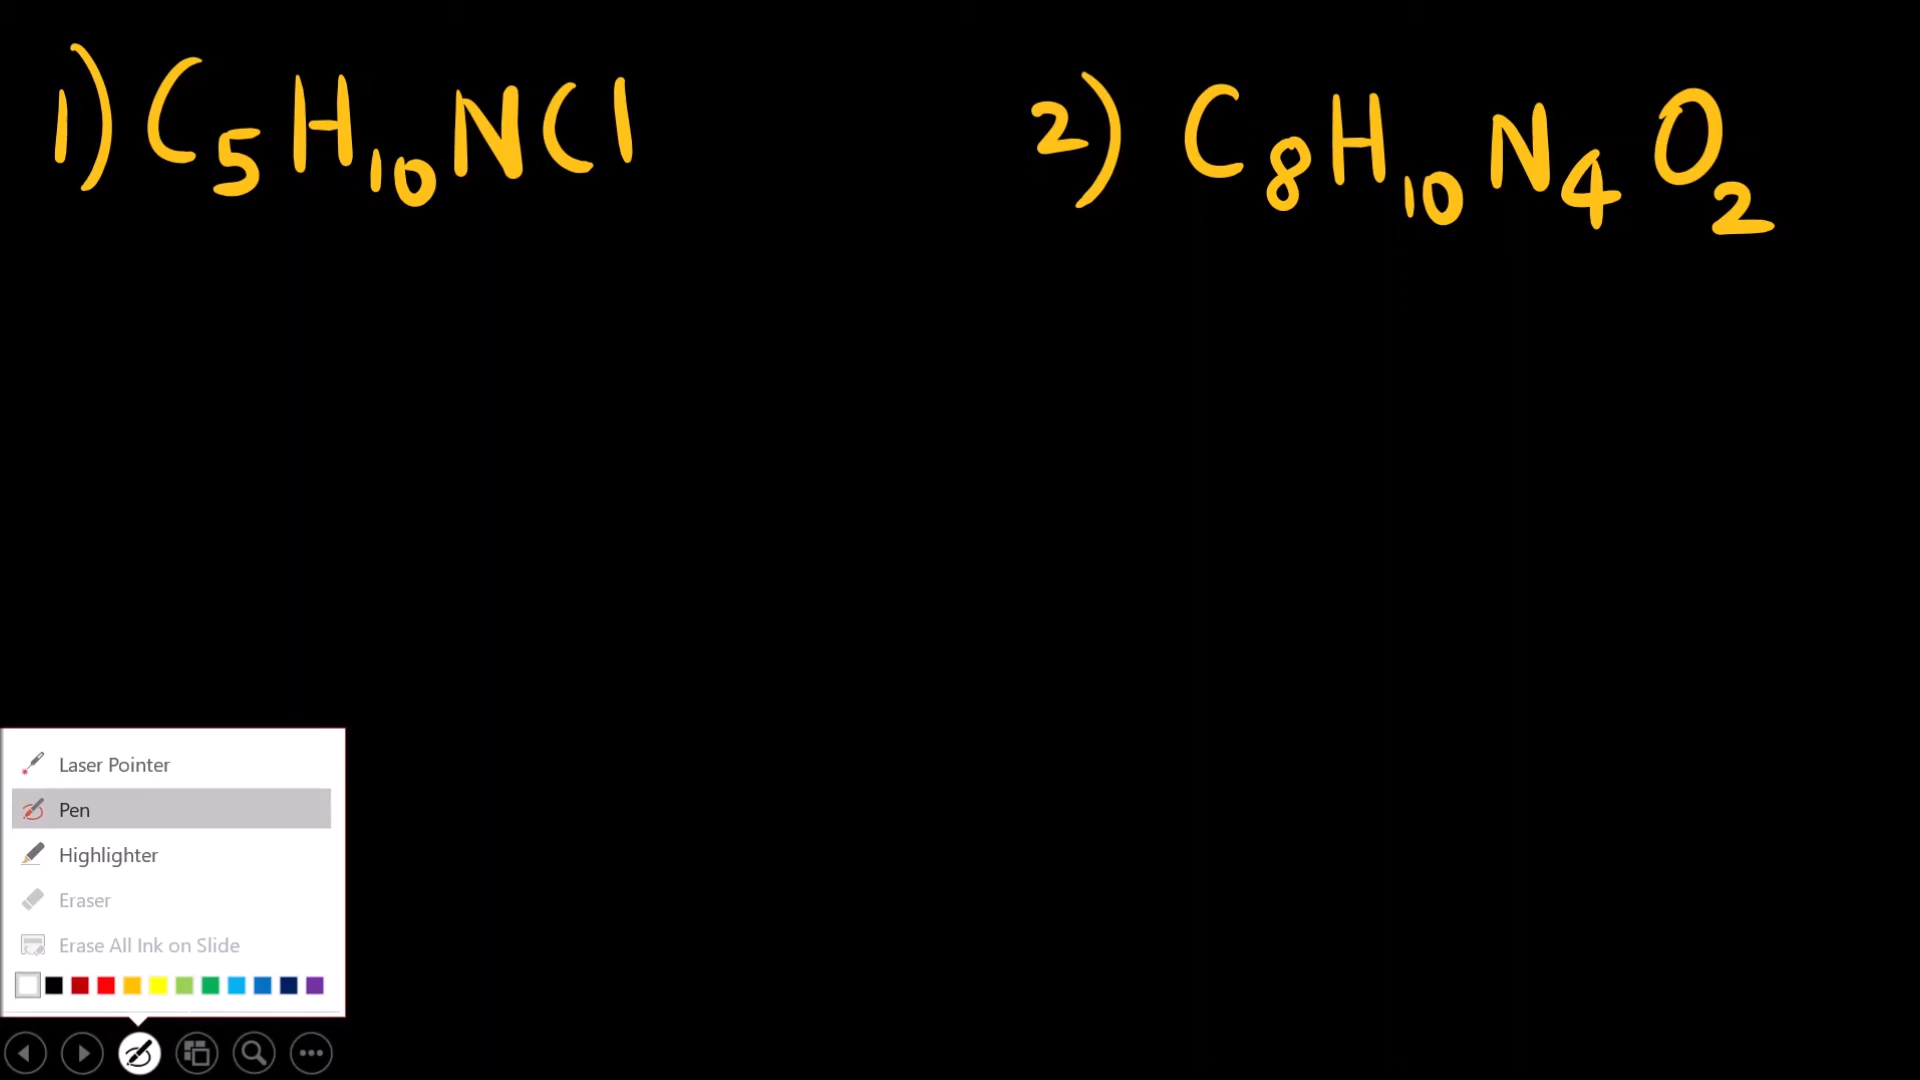 1) C₅H₁₀NCl
2) C₈H₁₀N₄O₂
Laser Pointer
Pen
Highlighter
Eraser
Erase All Ink on Slide